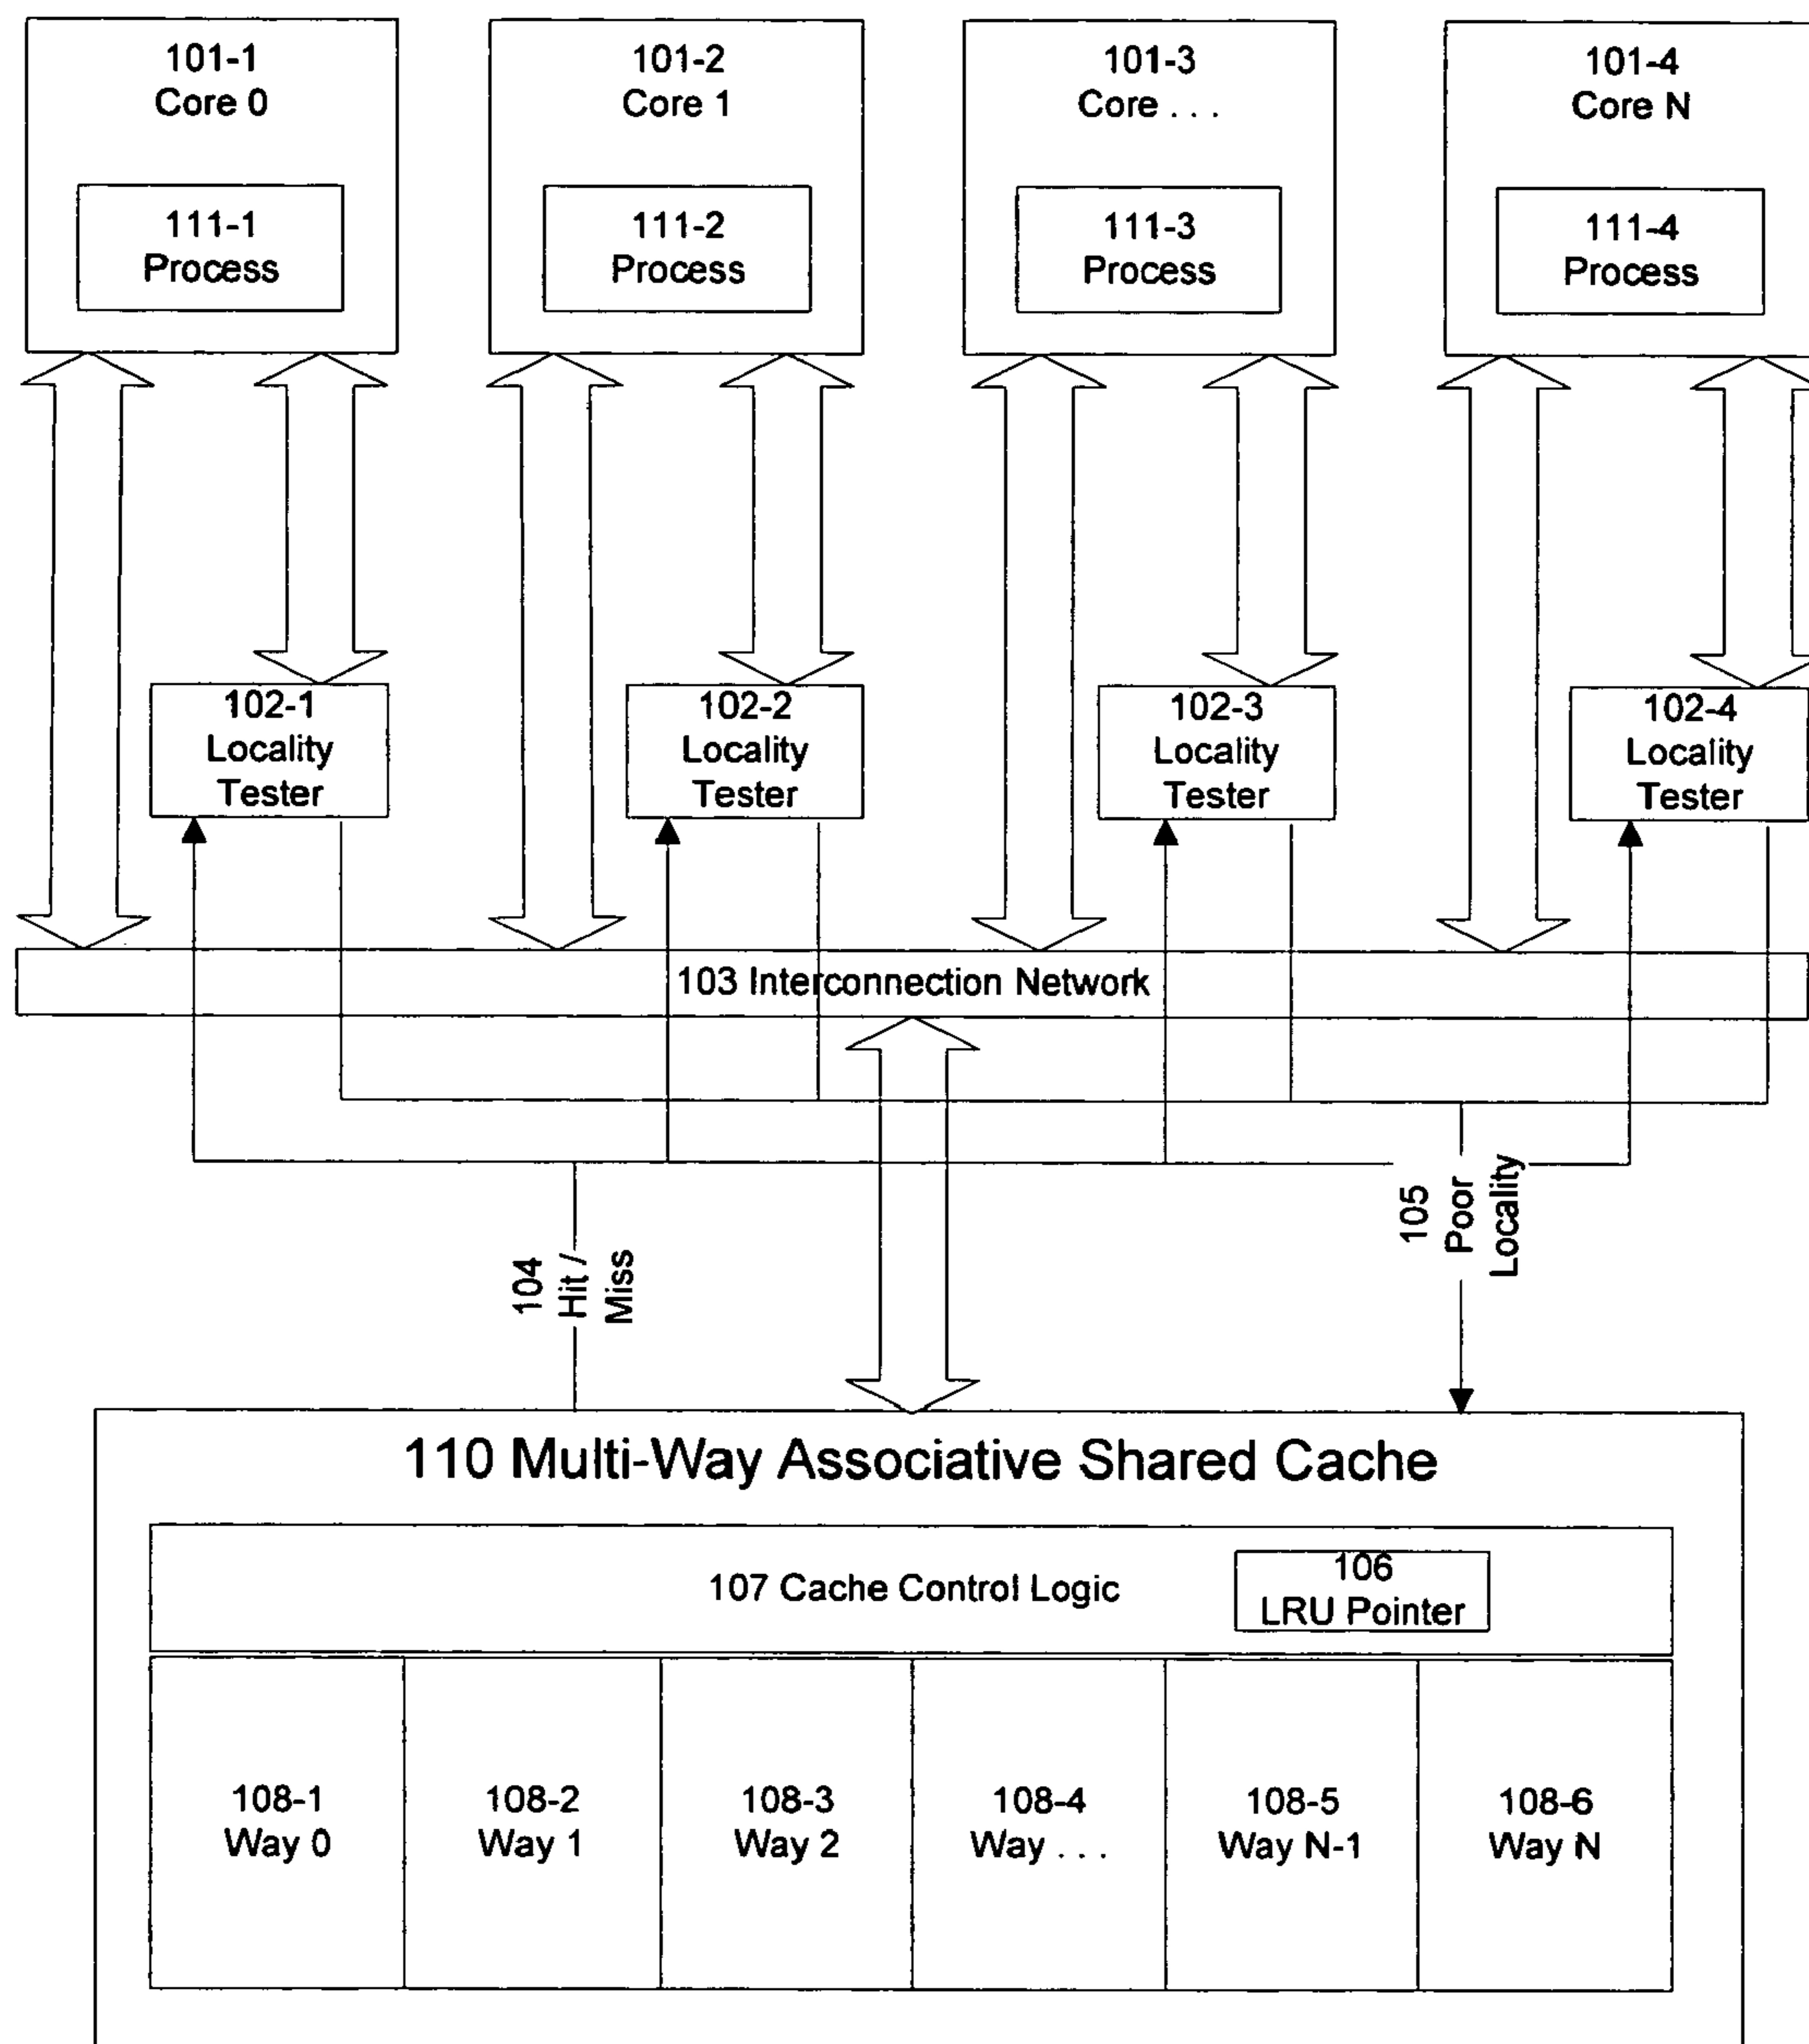 101-1
Core 0
101-2
Core 1
101-3
Core . . .
101-4
Core N
111-1
Process
111-2
Process
111-3
Process
111-4
Process
102-1
Locality
Tester
102-2
Locality
Tester
102-3
Locality
Tester
102-4
Locality
Tester
103 Interconnection Network
104
Hit /
Miss
105
Poor
Locality
110 Multi-Way Associative Shared Cache
107 Cache Control Logic
106
LRU Pointer
108-1
Way 0
108-2
Way 1
108-3
Way 2
108-4
Way . . .
108-5
Way N-1
108-6
Way N